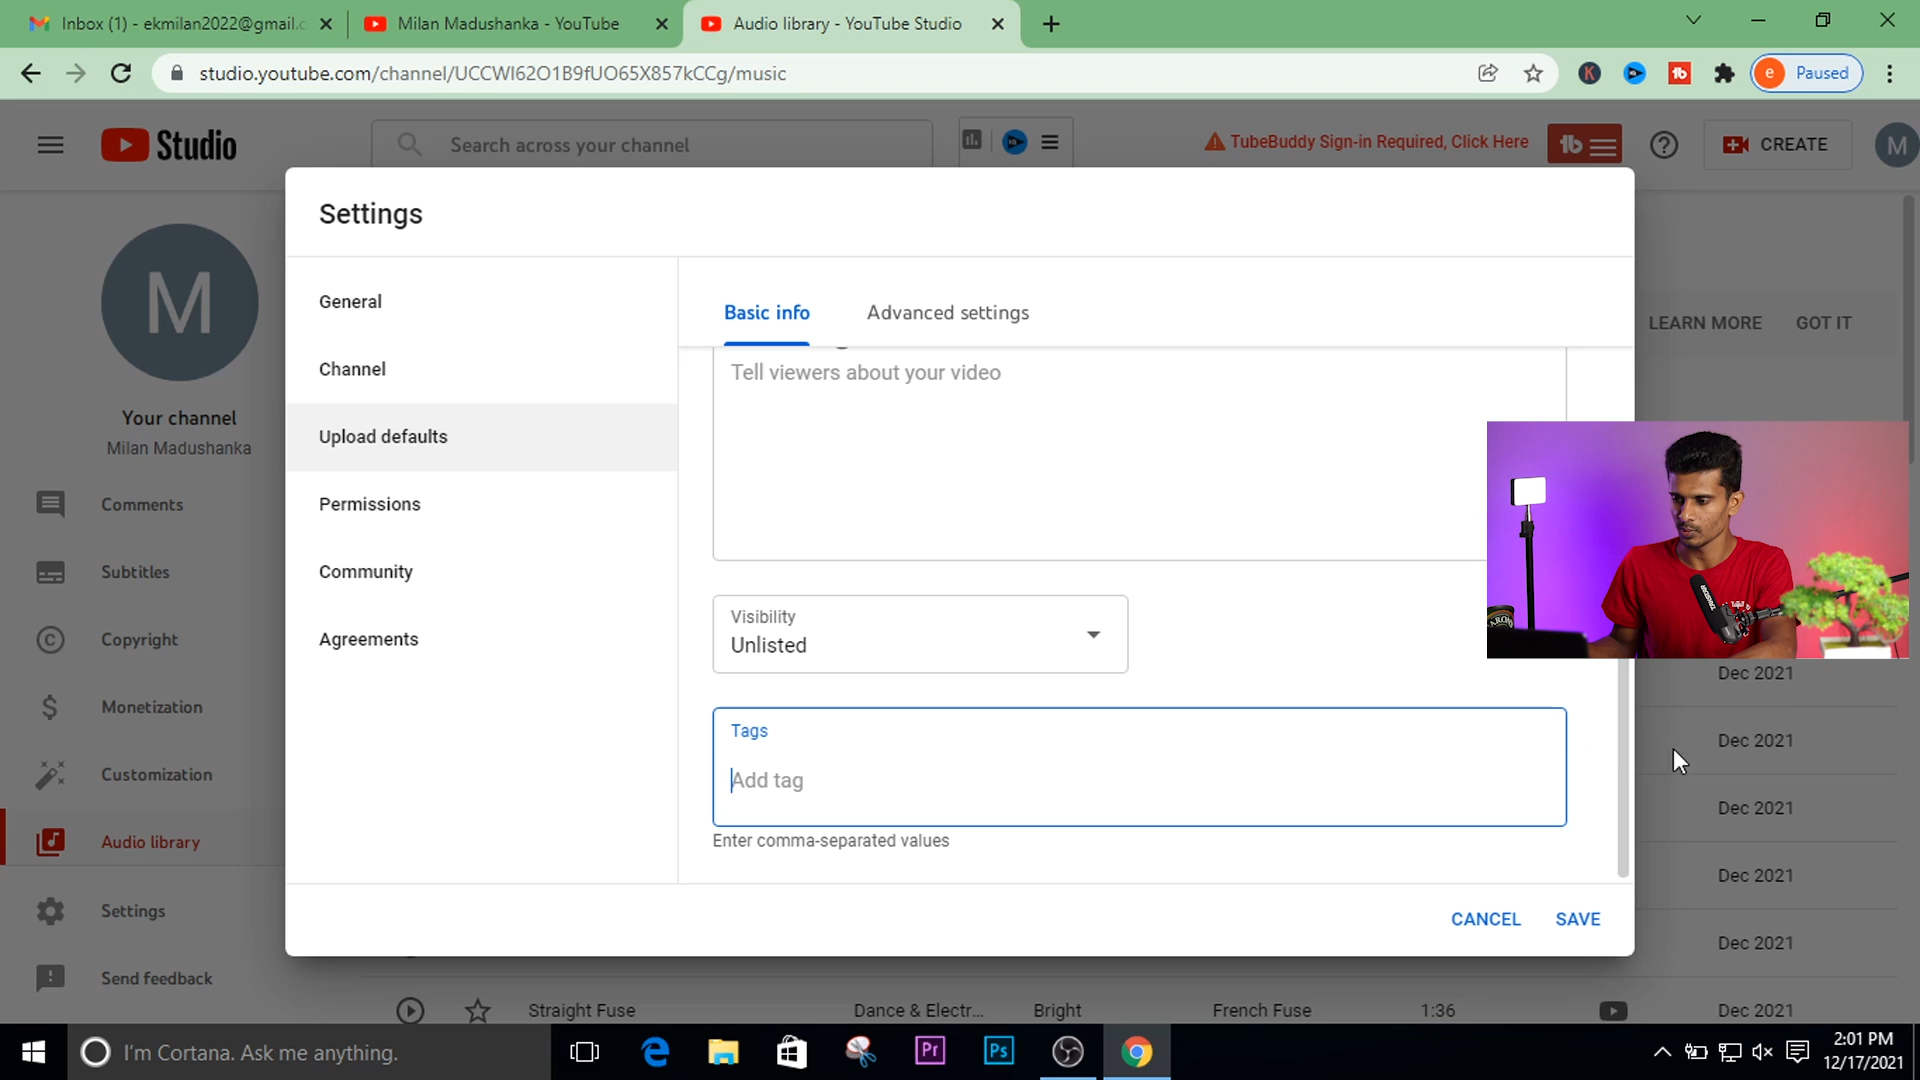 Inbox (1) - ekmilan2022@gmail.c
Milan Madushanka - YouTube
Audio library - YouTube Studio
studio.youtube.com/channel/UCCWI62O1B9fUO65X857kCCg/music
K
e Paused
Studio
Search across your channel
TubeBuddy Sign-in Required, Click Here
CREATE
M
Settings
General
Channel
Upload defaults
Permissions
Community
Agreements
Basic info
Advanced settings
Tell viewers about your video
Visibility
Unlisted
Tags
Add tag
Enter comma-separated values
CANCEL
SAVE
M
Your channel
Milan Madushanka
Comments
Subtitles
Copyright
Monetization
Customization
Audio library
Settings
Send feedback
LEARN MORE
GOT IT
Dec 2021
Dec 2021
Dec 2021
Dec 2021
Dec 2021
Straight Fuse
Dance & Electr...
Bright
French Fuse
1:36
Dec 2021
I'm Cortana. Ask me anything.
Pr
Ps
2:01 PM
12/17/2021